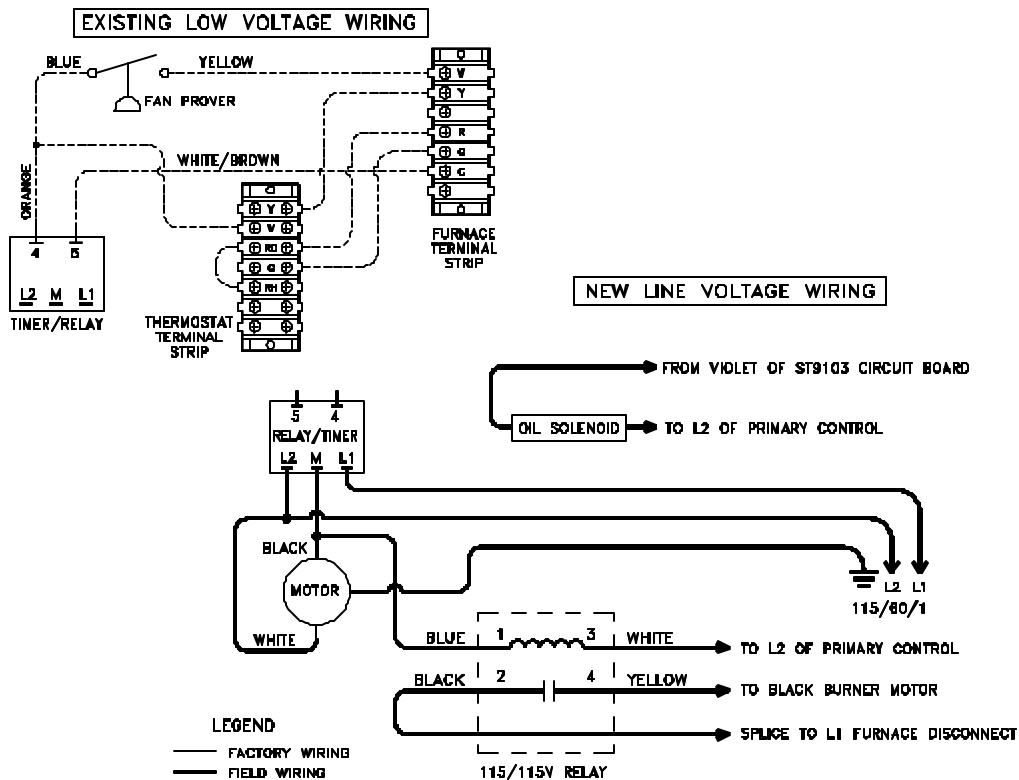 EXISTING LOW VOLTAGE WIRING
BLUE
YELLOW
FAN PROVER
W
Y
R
G
C
WHITE/BROWN
ORANGE
FURNACE
TERMINAL
STRIP
4
5
L2 M L1
TIMER/RELAY
Y
W
RC
G
RH
THERMOSTAT
TERMINAL
STRIP
NEW LINE VOLTAGE WIRING
FROM VIOLET OF ST9103 CIRCUIT BOARD
OIL SOLENOID
TO L2 OF PRIMARY CONTROL
5 4
RELAY/TIMER
L2 M L1
BLACK
MOTOR
WHITE
L2 L1
115/60/1
BLUE
1
3
WHITE
TO L2 OF PRIMARY CONTROL
BLACK
2
4
YELLOW
TO BLACK BURNER MOTOR
SPLICE TO L1 FURNACE DISCONNECT
115/115V RELAY
LEGEND
FACTORY WIRING
FIELD WIRING